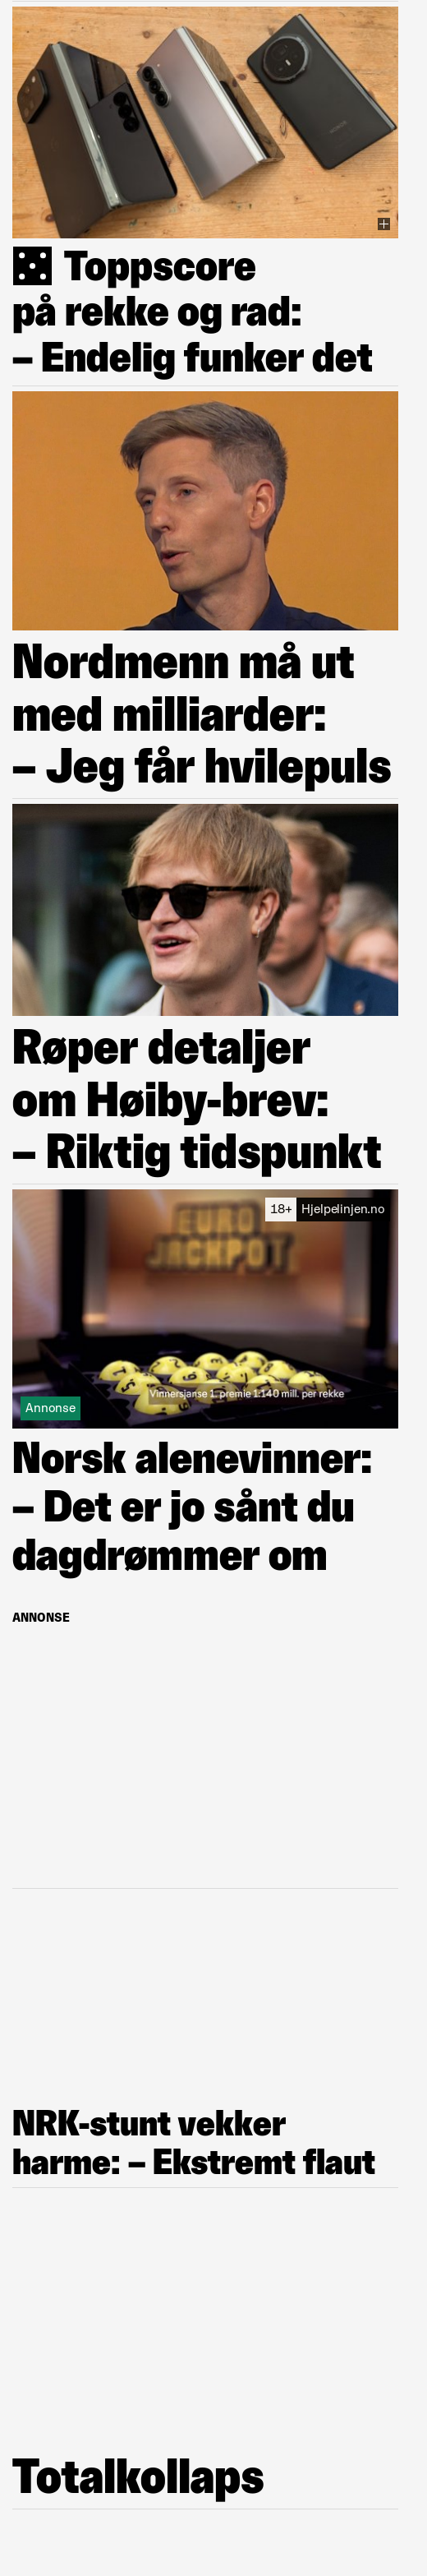 HONOR
Toppscore
på rekke og rad:
– Endelig funker det
Nordmenn må ut
med milliarder:
– Jeg får hvilepuls
Røper detaljer
om Høiby-brev:
– Riktig tidspunkt
EURO
JACKPOT
18+ Hjelpelinjen.no
Vinnersjanse 1. premie 1:140 mill. per rekke
Annonse
Norsk alenevinner:
– Det er jo sånt du
dagdrømmer om
ANNONSE
NRK-stunt vekker
harme: – Ekstremt flaut
Totalkollaps